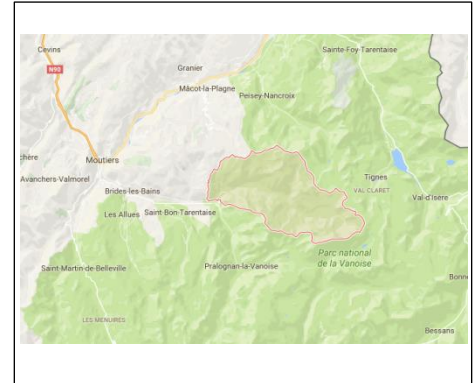 Cevins
Sainte-Foy-Tarentaise
N90
Granier
Mâcot-la-Plagne
Peisey-Nancroix
chère
Moutiers
Avanchers-Valmorel
Tignes
VAL CLARET
Brides-les-Bains
Val-d'Isère
Les Allues
Saint-Bon-Tarentaise
Parc national
de la Vanoise
Saint-Martin-de-Belleville
Pralognan-la-Vanoise
Bonne
LES MENUIRES
Bessans